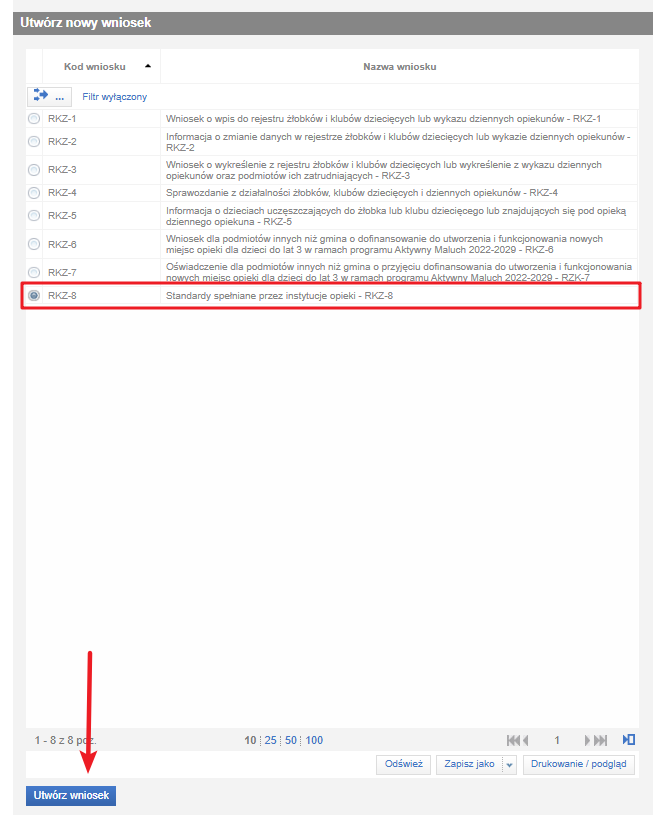 Utwórz nowy wniosek
Kod wniosku
Nazwa wniosku
...
Filtr wyłączony
RKZ-1
Wniosek o wpis do rejestru żłobków i klubów dziecięcych lub wykazu dziennych opiekunów - RKZ-1
RKZ-2
Informacja o zmianie danych w rejestrze żłobków i klubów dziecięcych lub wykazie dziennych opiekunów -
RKZ-2
RKZ-3
Wniosek o wykreślenie z rejestru żłobków i klubów dziecięcych lub wykreślenie z wykazu dziennych
opiekunów oraz podmiotów ich zatrudniających - RKZ-3
RKZ-4
Sprawozdanie z działalności żłobków, klubów dziecięcych i dziennych opiekunów - RKZ-4
RKZ-5
Informacja o dzieciach uczęszczających do żłobka lub klubu dziecięcego lub znajdujących się pod opieką
dziennego opiekuna - RKZ-5
RKZ-6
Wniosek dla podmiotów innych niż gmina o dofinansowanie do utworzenia i funkcjonowania nowych
miejsc opieki dla dzieci do lat 3 w ramach programu Aktywny Maluch 2022-2029 - RKZ-6
RKZ-7
Oświadczenie dla podmiotów innych niż gmina o przyjęciu dofinansowania do utworzenia i funkcjonowania
nowych miejsc opieki dla dzieci do lat 3 w ramach programu Aktywny Maluch 2022-2029 - RZK-7
RKZ-8
Standardy spełniane przez instytucje opieki - RKZ-8
1 - 8 z 8 poz.
10 | 25 | 50 | 100
1
Odśwież
Zapisz jako
Drukowanie / podgląd
Utwórz wniosek